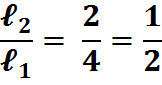 ℓ₂/ℓ₁ = 2/4 = 1/2